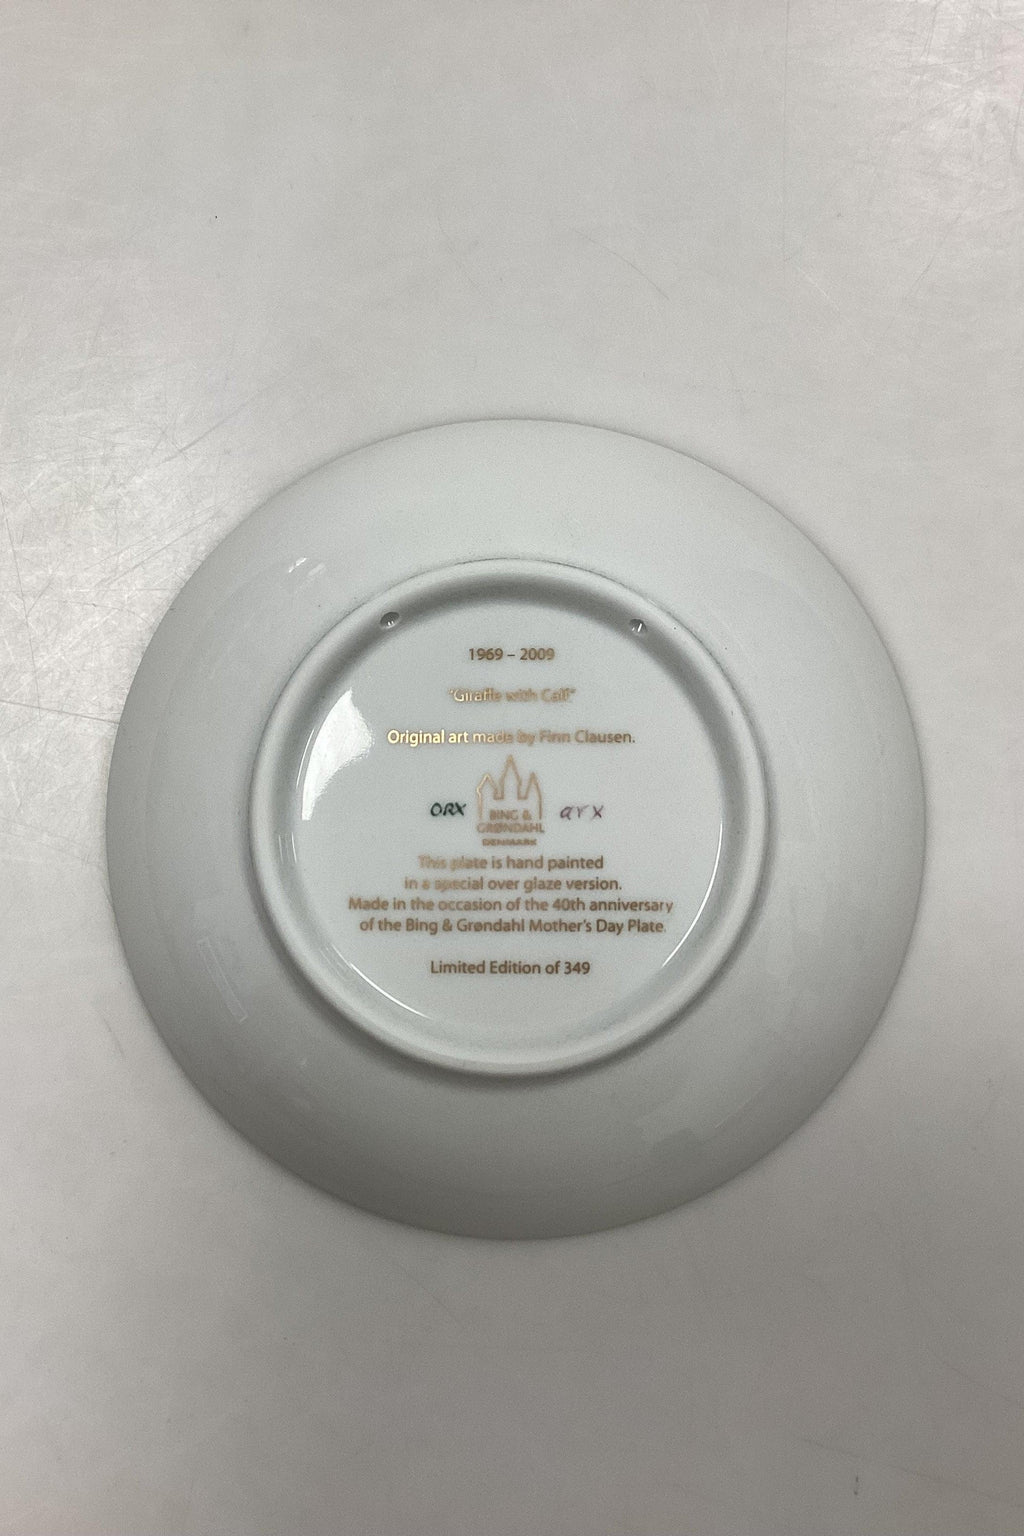 1969 – 2009
"Giraffe with Calf"
Original art made by Finn Clausen.
ORX
BING &
GRØNDAHL
DENMARK
arx
This plate is hand painted
in a special over glaze version.
Made in the occasion of the 40th anniversary
of the Bing & Grøndahl Mother's Day Plate.
Limited Edition of 349